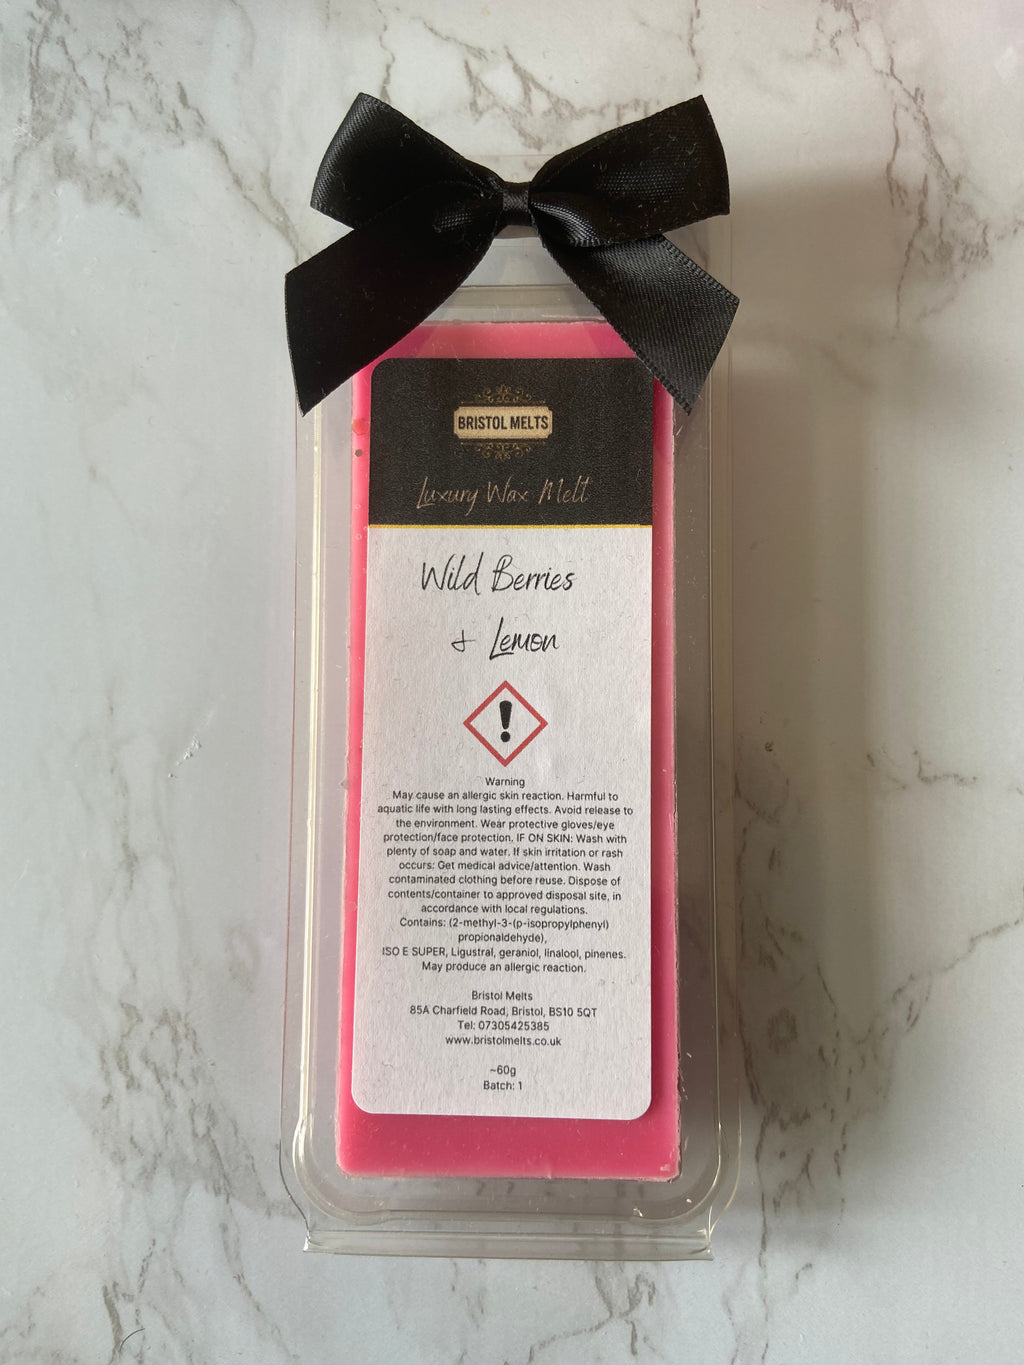 BRISTOL MELTS
Luxury Wax Melt
Wild Berries
& Lemon
Warning
May cause an allergic skin reaction. Harmful to
aquatic life with long lasting effects. Avoid release to
the environment. Wear protective gloves/eye
protection/face protection. IF ON SKIN: Wash with
plenty of soap and water. If skin irritation or rash
occurs: Get medical advice/attention. Wash
contaminated clothing before reuse. Dispose of
contents/container to approved disposal site, in
accordance with local regulations.
Contains: (2-methyl-3-(p-isopropylphenyl)
propionaldehyde),
ISO E SUPER, Ligustral, geraniol, linalool, pinenes.
May produce an allergic reaction.
Bristol Melts
85A Charfield Road, Bristol, BS10 5QT
Tel: 07305425385
www.bristolmelts.co.uk
~60g
Batch: 1